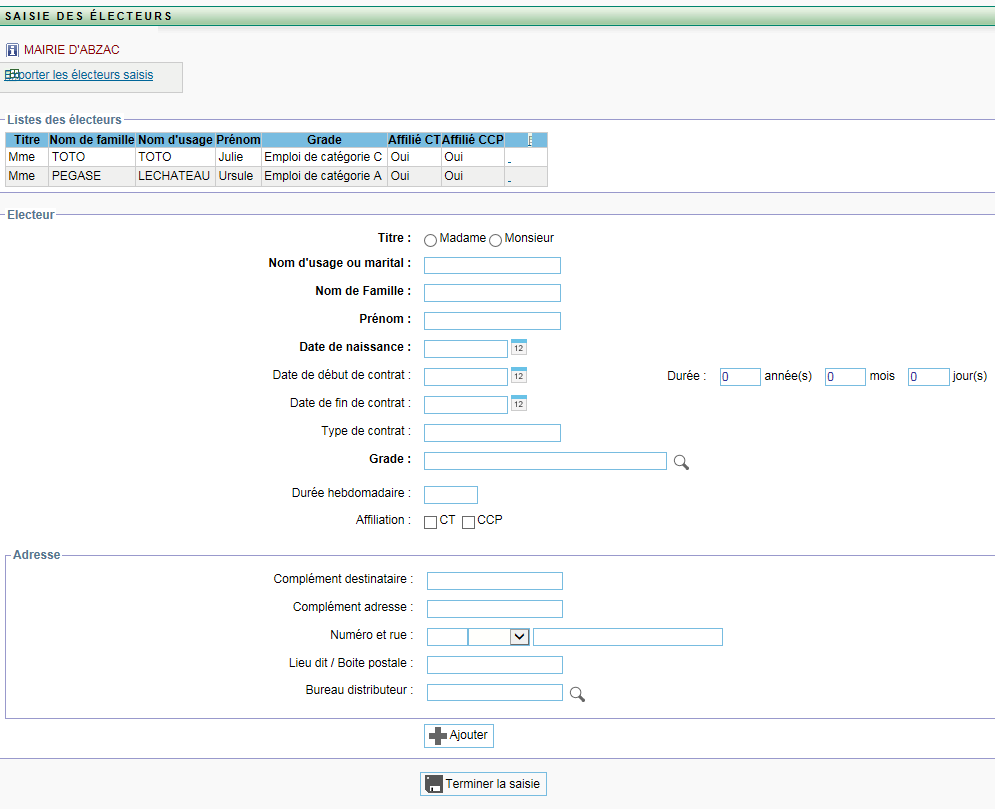 SAISIE DES ÉLECTEURS
MAIRIE D'ABZAC
Exporter les électeurs saisis
Listes des électeurs
Titre Nom de famille Nom d'usage Prénom Grade Affilié CT Affilié CCP
Mme TOTO TOTO Julie Emploi de catégorie C Oui Oui
Mme PEGASE LECHATEAU Ursule Emploi de catégorie A Oui Oui
Electeur
Titre : Madame Monsieur
Nom d'usage ou marital :
Nom de Famille :
Prénom :
Date de naissance : 12
Date de début de contrat : 12 Durée : 0 année(s) 0 mois 0 jour(s)
Date de fin de contrat : 12
Type de contrat :
Grade :
Durée hebdomadaire :
Affiliation : CT CCP
Adresse
Complément destinataire :
Complément adresse :
Numéro et rue :
Lieu dit / Boite postale :
Bureau distributeur :
Ajouter
Terminer la saisie